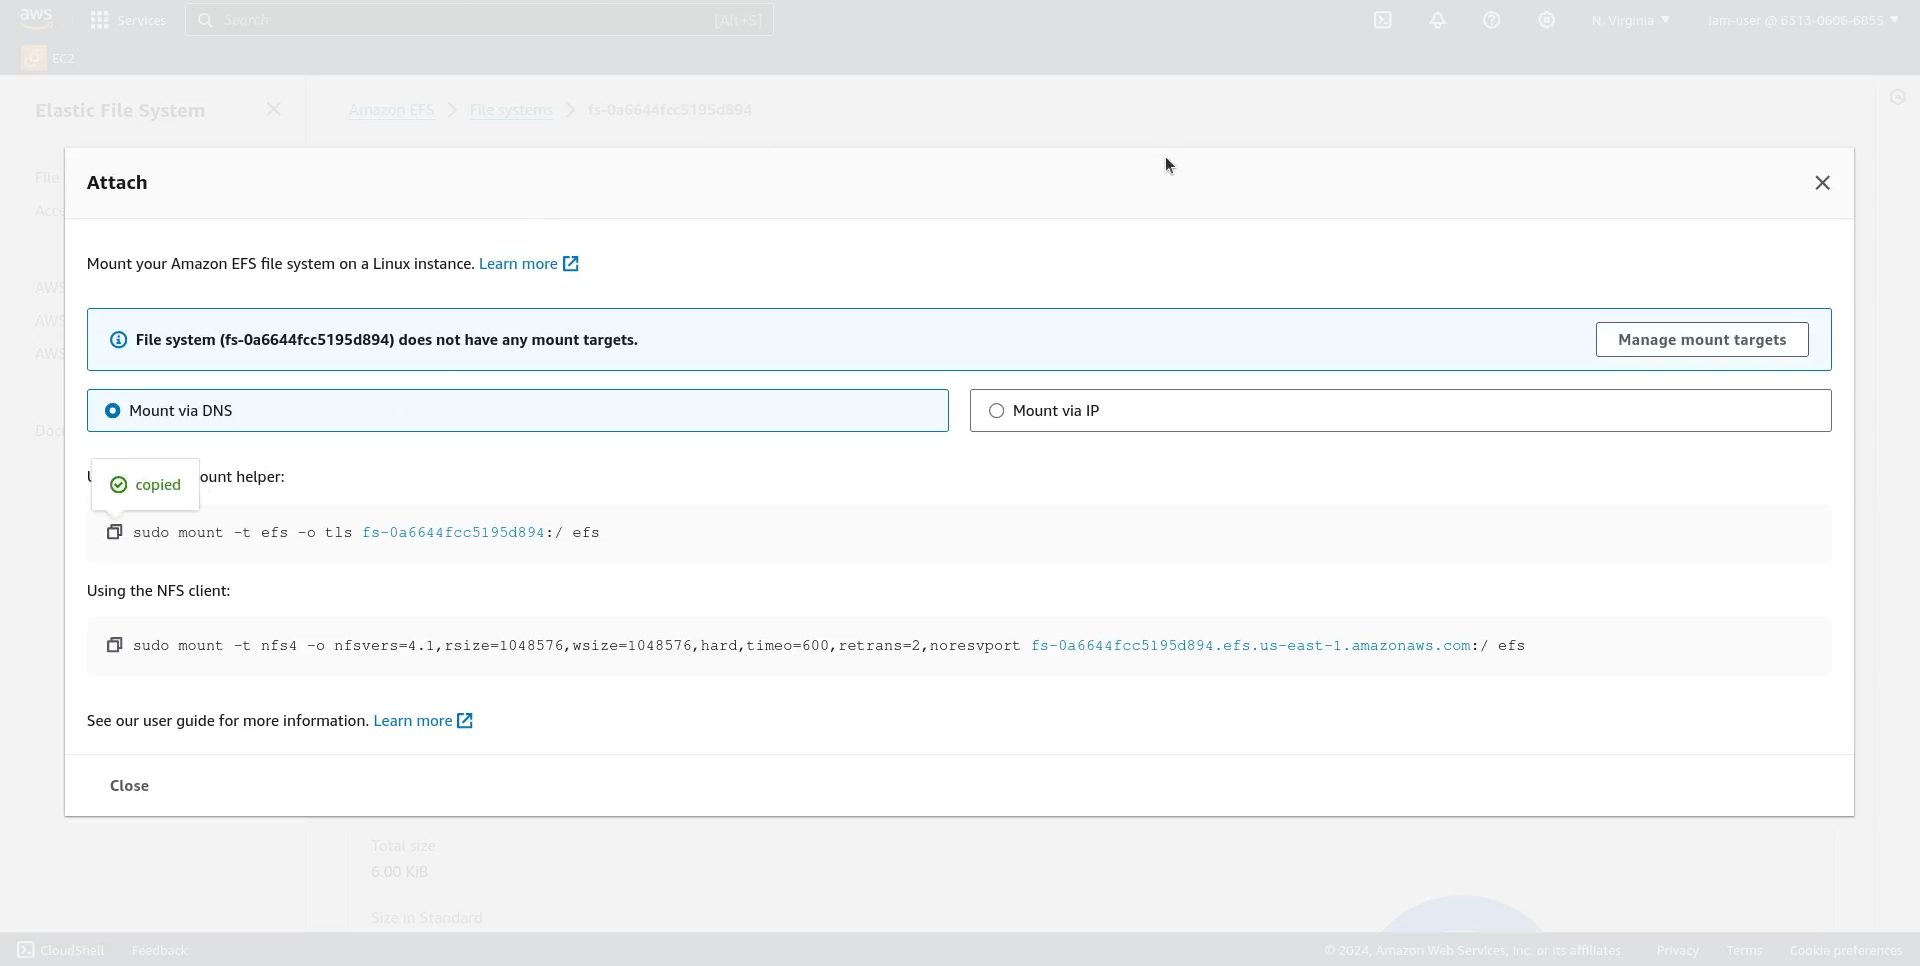 aws
Services
Search
[Alt+S]
N. Virginia
iam-user @ 6313-0606-6855
EC2
Elastic File System
Amazon EFS
File systems
fs-0a6644fcc5195d894
Attach
File
Acce
Mount your Amazon EFS file system on a Linux instance. Learn more
AWS
File system (fs-0a6644fcc5195d894) does not have any mount targets.
Manage mount targets
AWS
AWS
Mount via DNS
Mount via IP
Docu
ount helper:
copied
sudo mount -t efs -o tls fs-0a6644fcc5195d894:/ efs
Using the NFS client:
sudo mount -t nfs4 -o nfsvers=4.1,rsize=1048576,wsize=1048576,hard,timeo=600,retrans=2,noresvport fs-0a6644fcc5195d894.efs.us-east-1.amazonaws.com:/ efs
See our user guide for more information. Learn more
Close
Total size
6.00 KiB
Size in Standard
CloudShell
Feedback
© 2024, Amazon Web Services, Inc. or its affiliates.
Privacy
Terms
Cookie preferences